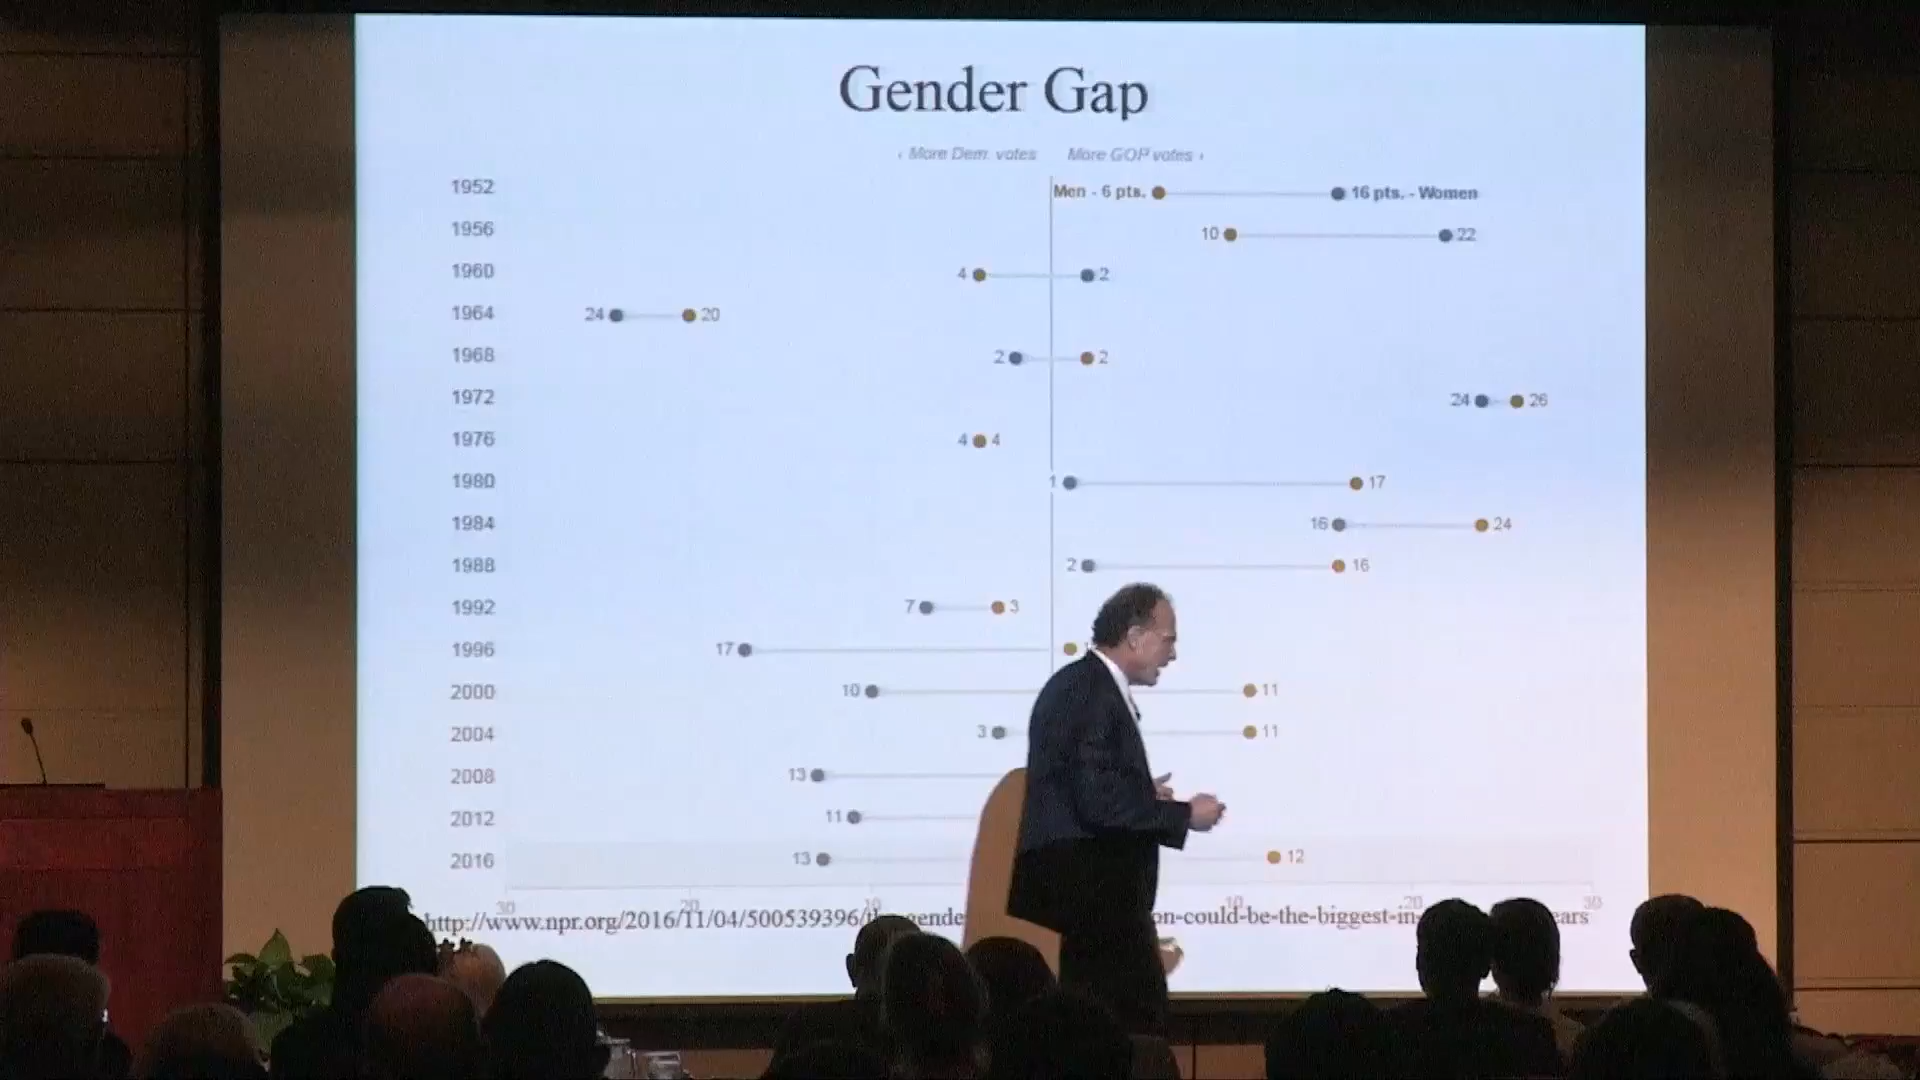 Gender Gap
‹ More Dem. votes More GOP votes ›
1952 Men - 6 pts. 16 pts. - Women
1956 10 22
1960 4 2
1964 24 20
1968 2 2
1972 24 26
1976 4 4
1980 1 17
1984 16 24
1988 2 16
1992 7 3
1996 17
2000 10 11
2004 3 11
2008 13
2012 11
2016 13 12
30 20 10 10 20 30
http://www.npr.org/2016/11/04/500539396/ on-could-be-the-biggest-in-